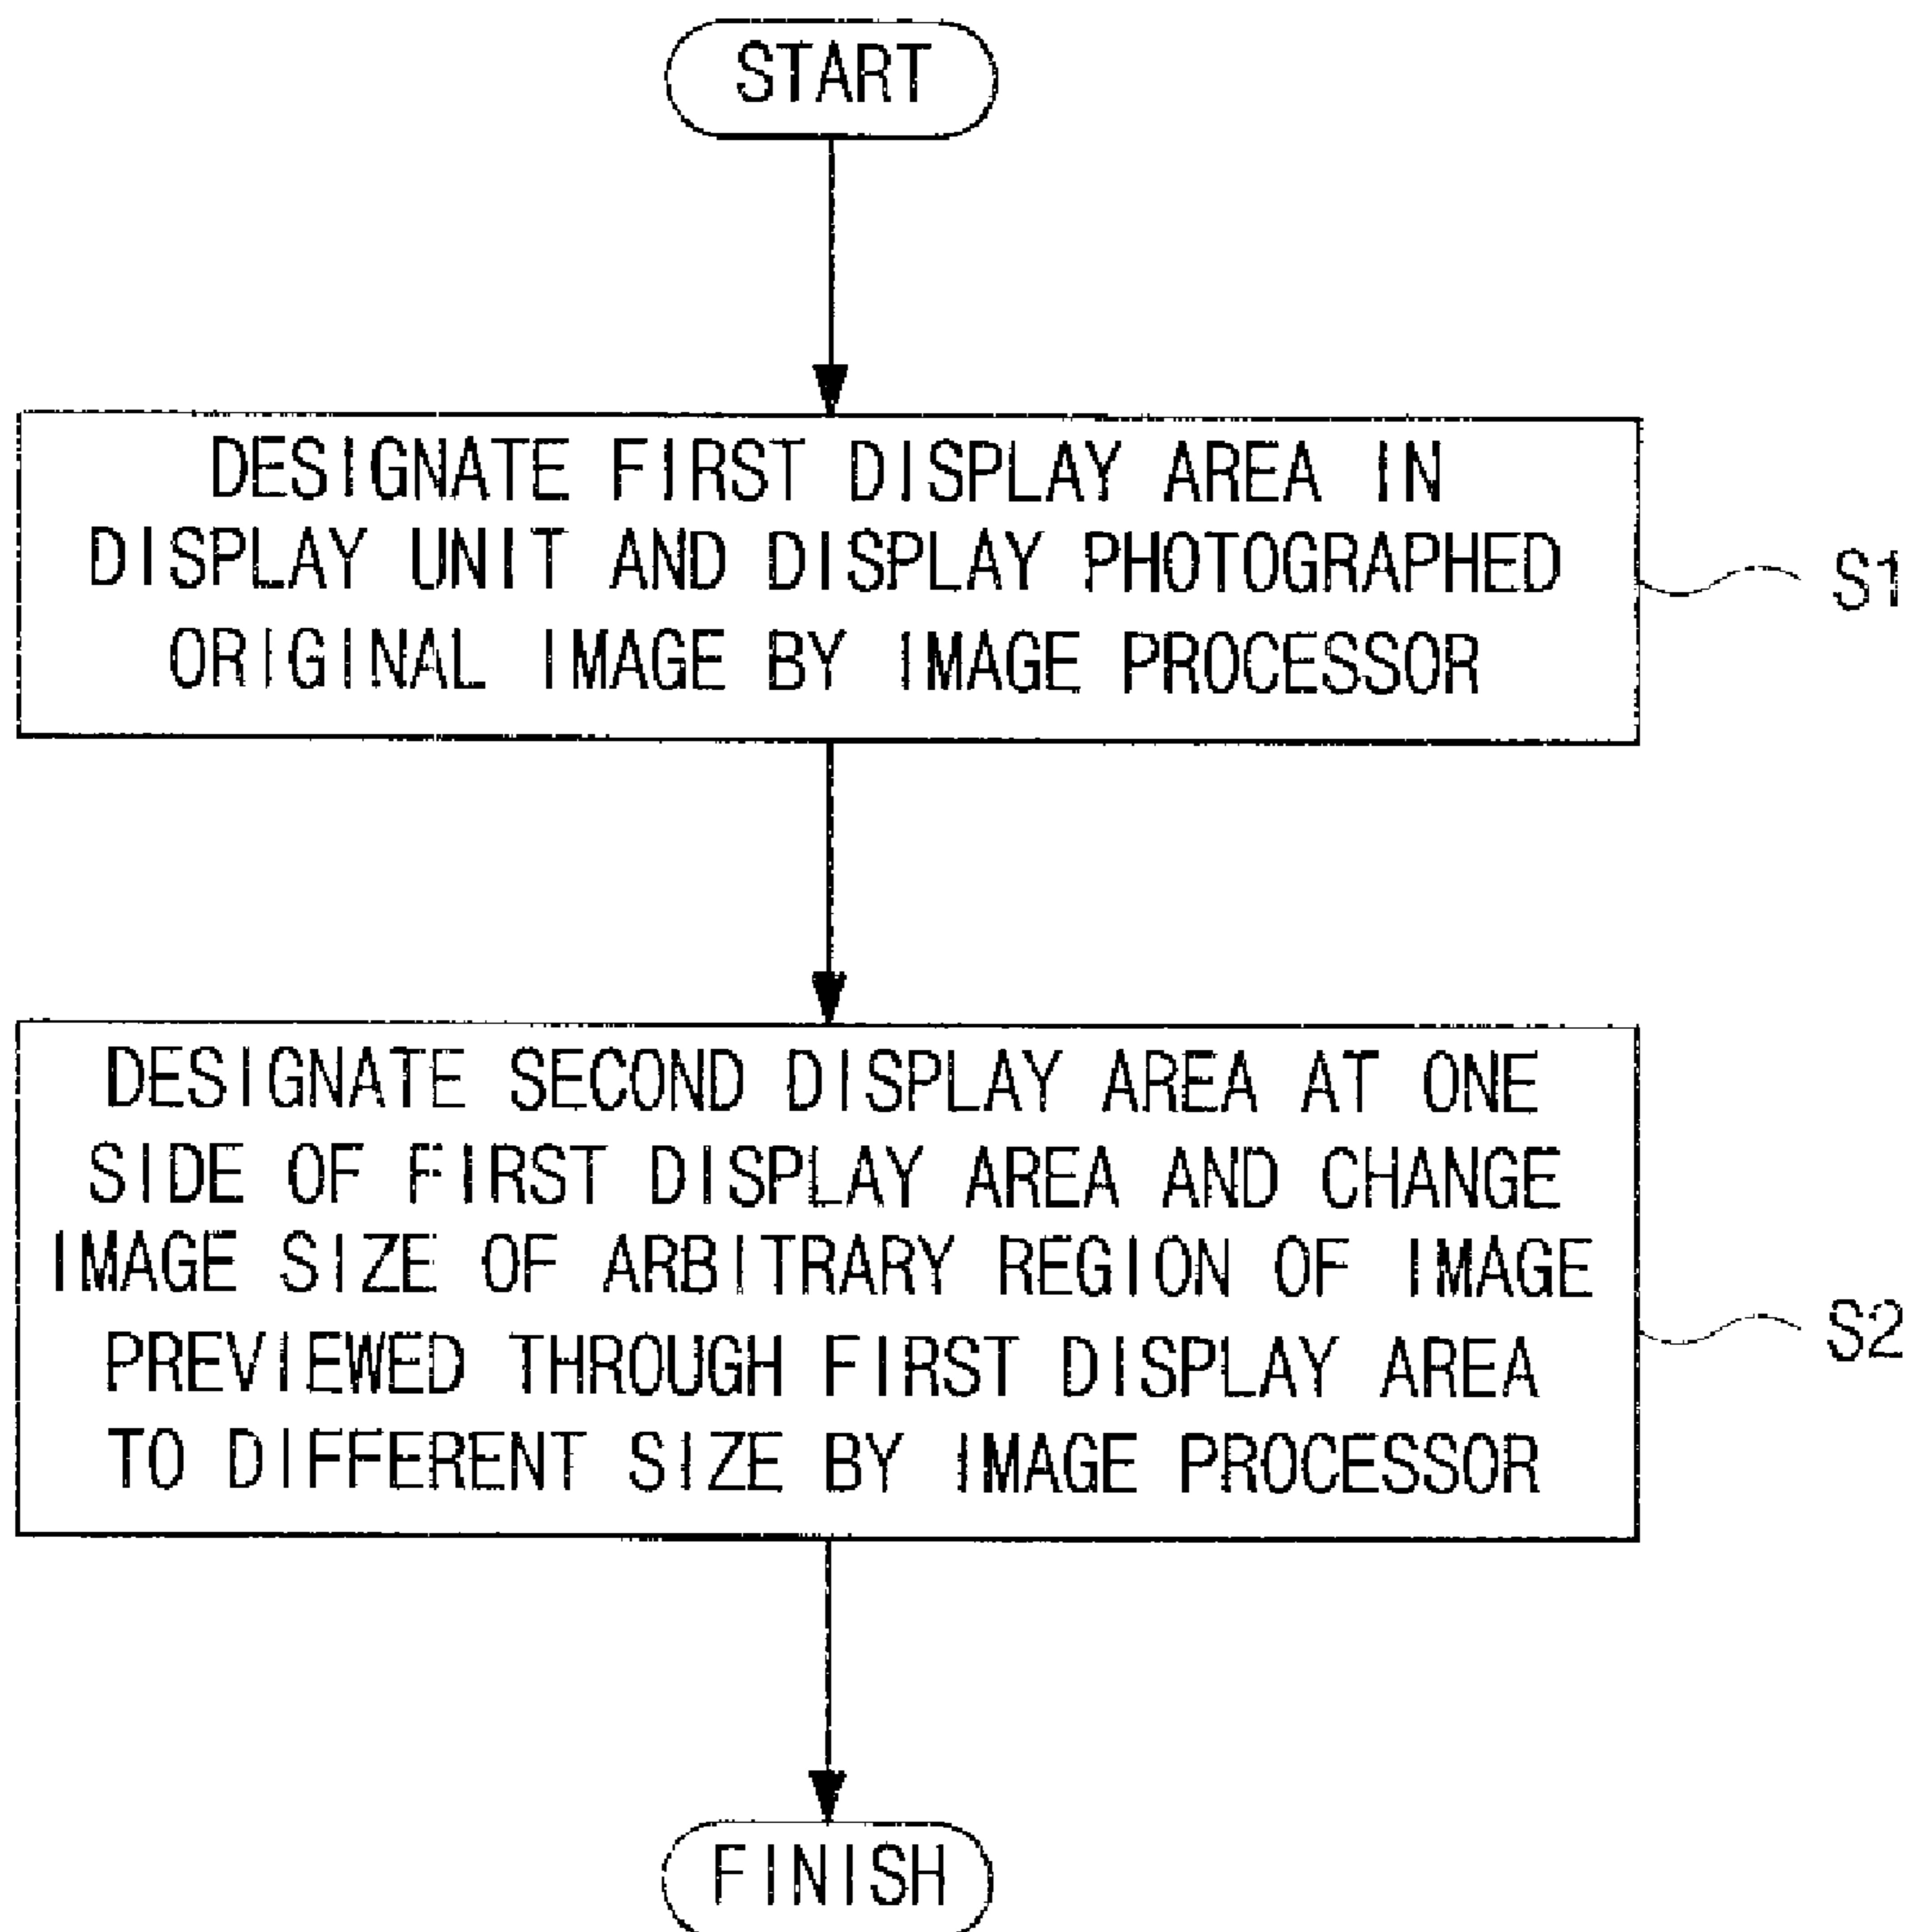 START
DESIGNATE FIRST DISPLAY AREA IN
DISPLAY UNIT AND DISPLAY PHOTOGRAPHED
ORIGINAL IMAGE BY IMAGE PROCESSOR
S1
DESIGNATE SECOND DISPLAY AREA AT ONE
SIDE OF FIRST DISPLAY AREA AND CHANGE
IMAGE SIZE OF ARBITRARY REGION OF IMAGE
PREVIEWED THROUGH FIRST DISPLAY AREA
TO DIFFERENT SIZE BY IMAGE PROCESSOR
S2
FINISH